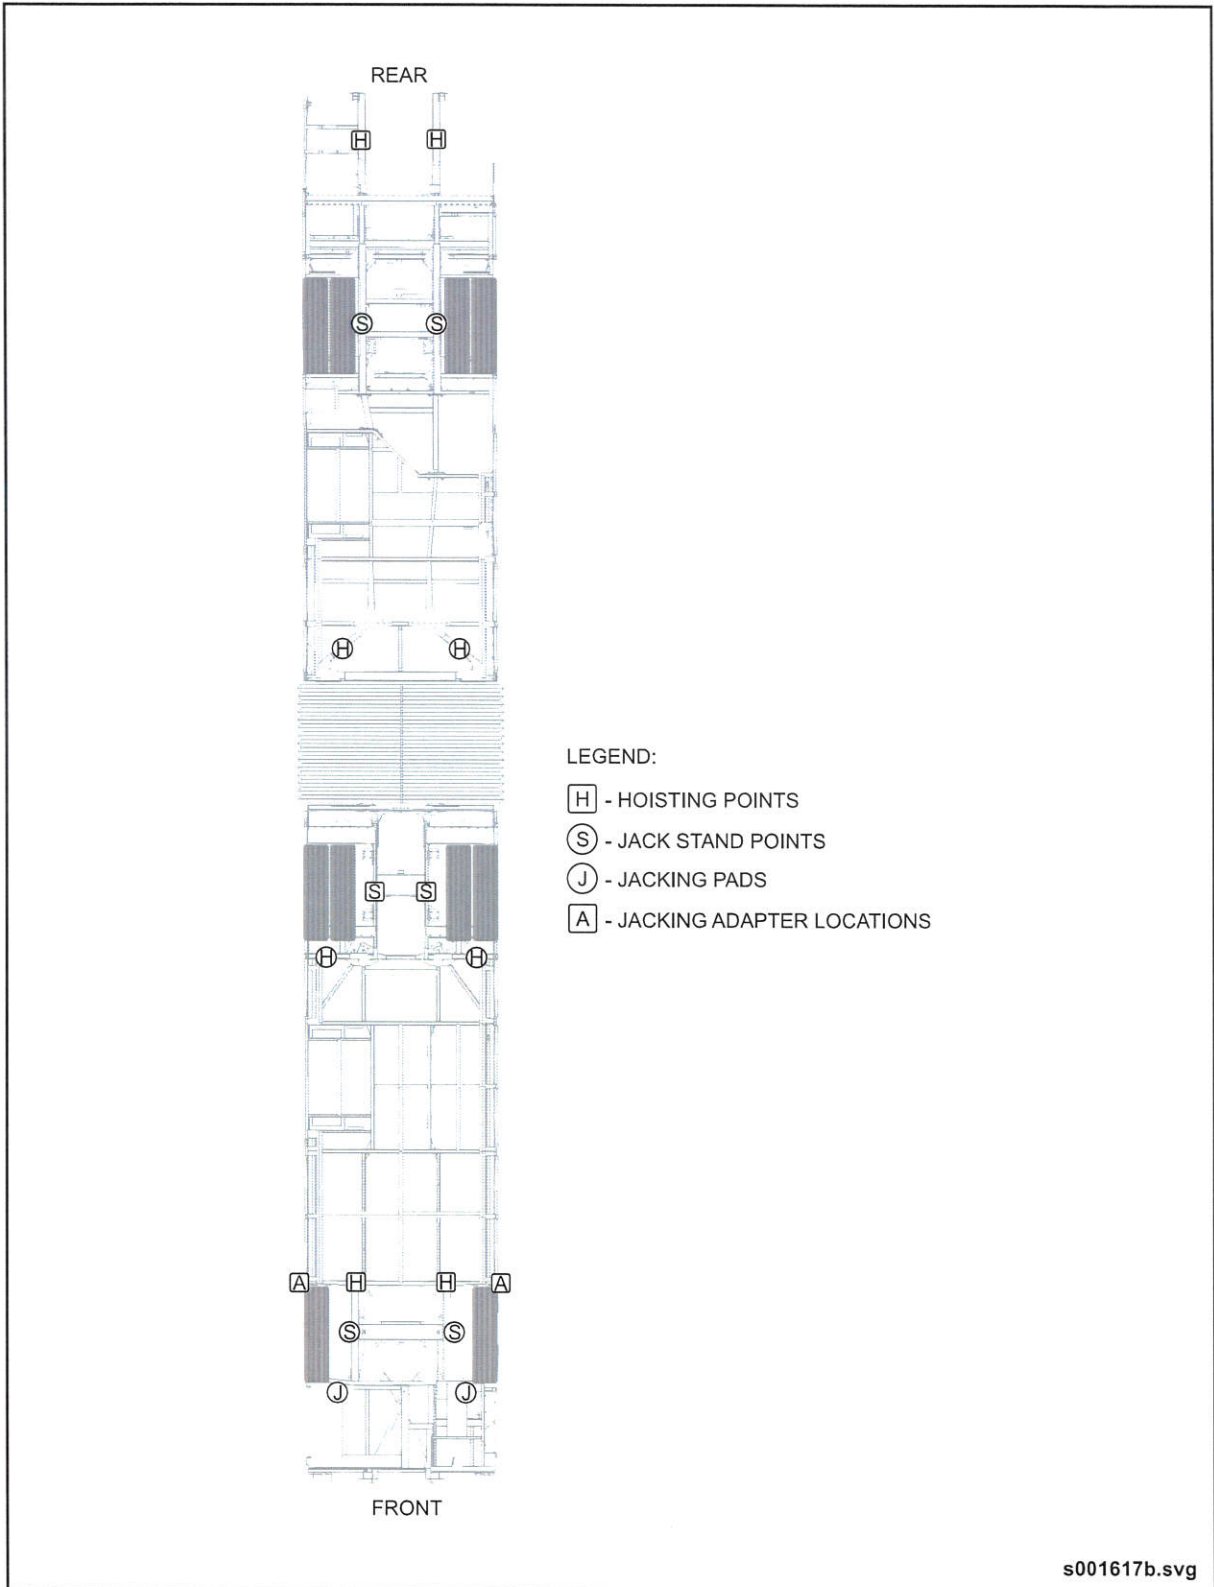 REAR
H H
S S
H H
LEGEND:
H - HOISTING POINTS
S - JACK STAND POINTS
J - JACKING PADS
A - JACKING ADAPTER LOCATIONS
S S
H H
A H H A
S S
J J
FRONT
s001617b.svg